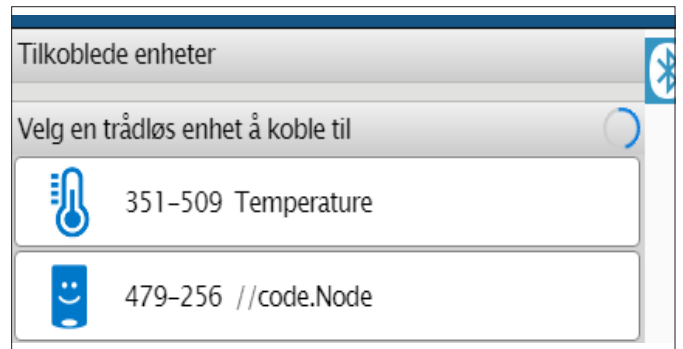 Tilkoblede enheter
Velg en trådløs enhet å koble til
351–509 Temperature
479–256 //code.Node